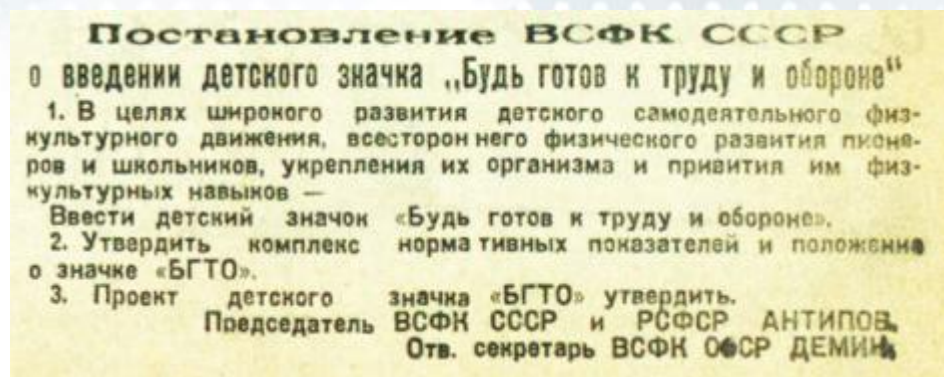 Постановление ВСФК СССР
о введении детского значка „Будь готов к труду и обороне“
1. В целях широкого развития детского самодеятельного физ-
культурного движения, всесторон него физического развития пионе-
ров и школьников, укрепления их организма и привития им физ-
культурных навыков —
Ввести детский значок «Будь готов к труду и обороне».
2. Утвердить комплекс норма тивных показателей и положение
о значке «БГТО».
3. Проект детского значка «БГТО» утвердить.
Председатель ВСФК СССР и РСФСР АНТИПОВ.
Отв. секретарь ВСФК ДЕМИН.